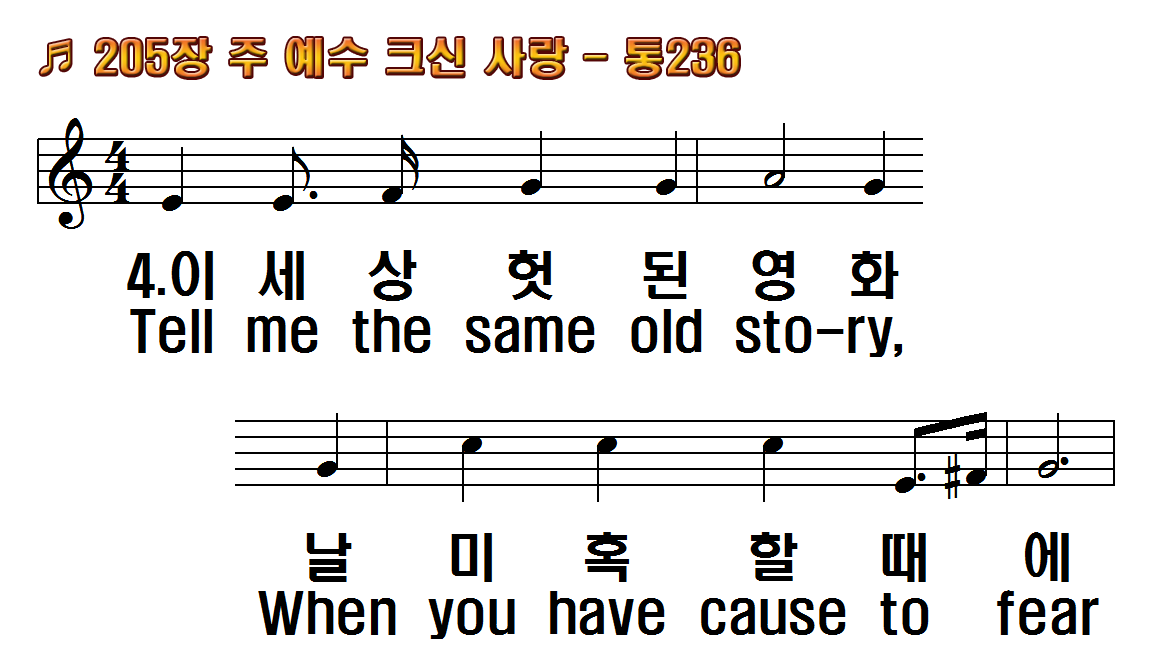 ♬ 205장 주 예수 크신 사랑 - 통236
4.이 세 상 헛 된 영 화
Tell me the same old sto-ry,
날 미 혹 할 때 에
When you have cause to fear